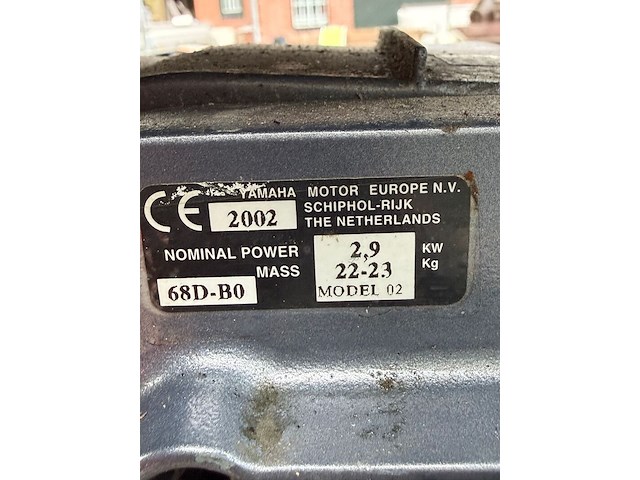 CE YAMAHA MOTOR EUROPE N.V.
2002 SCHIPHOL-RIJK
THE NETHERLANDS
NOMINAL POWER 2,9 KW
MASS 22-23 Kg
68D-B0 MODEL 02